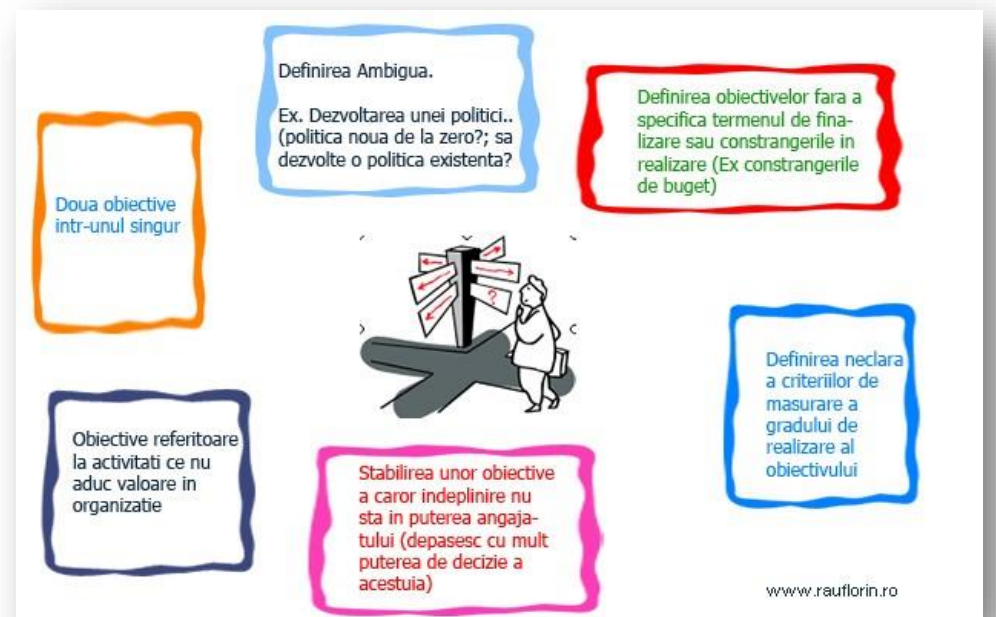 Definirea Ambigua.
Ex. Dezvoltarea unei politici..
(politica noua de la zero?; sa
dezvolte o politica existenta?
Definirea obiectivelor fara a
specifica termenul de fina-
lizare sau constrangerile in
realizare (Ex constrangerile
de buget)
Doua obiective
intr-unul singur
?
Definirea neclara
a criteriilor de
masurare a
gradului de
realizare al
obiectivului
Obiective referitoare
la activitati ce nu
aduc valoare in
organizatie
Stabilirea unor obiective
a caror indeplinire nu
sta in puterea angaja-
tului (depasesc cu mult
puterea de decizie a
acestuia)
www.rauflorin.ro